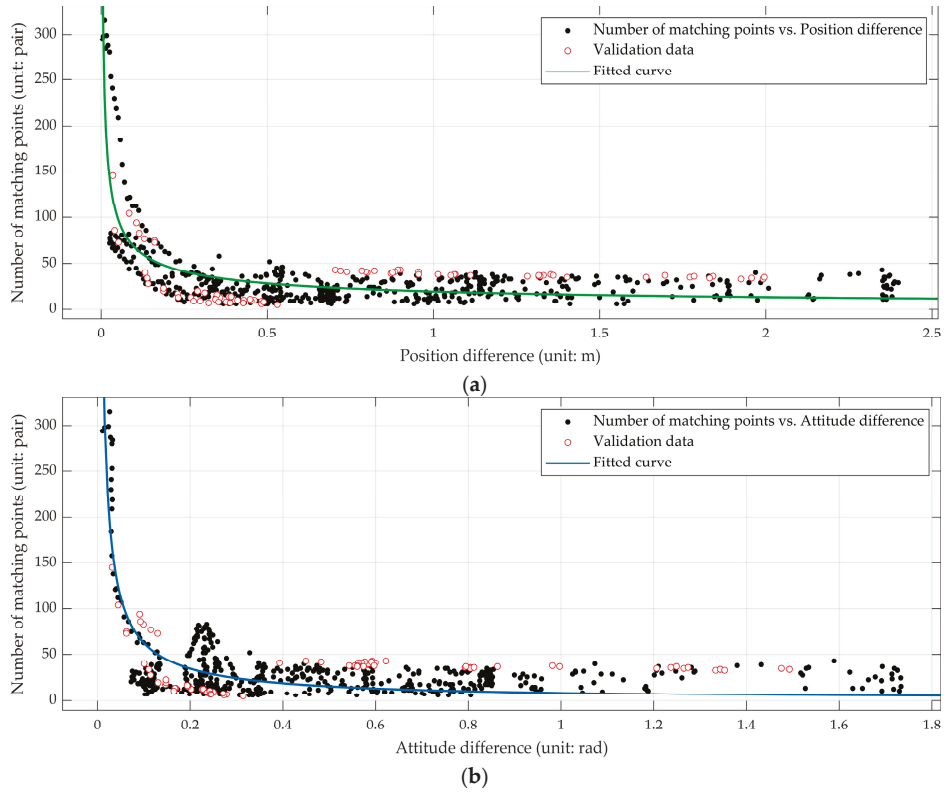 Number of matching points (unit: pair)
300
250
200
150
100
50
0
Number of matching points vs. Position difference
Validation data
Fitted curve
0
0.5
1
1.5
2
2.5
Position difference (unit: m)
(a)
Number of matching points (unit: pair)
300
250
200
150
100
50
0
Number of matching points vs. Attitude difference
Validation data
Fitted curve
0
0.2
0.4
0.6
0.8
1
1.2
1.4
1.6
1.8
Attitude difference (unit: rad)
(b)